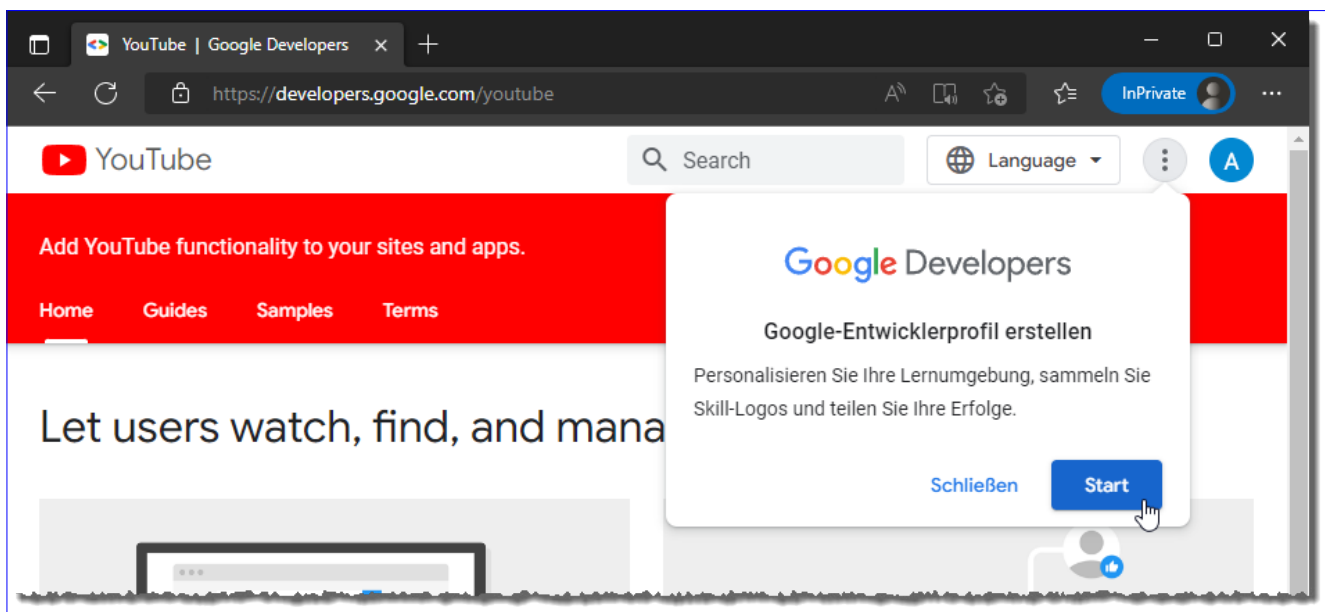 YouTube | Google Developers
https://developers.google.com/youtube
InPrivate
YouTube
Search
Language
A
Add YouTube functionality to your sites and apps.
Home Guides Samples Terms
Google Developers
Google-Entwicklerprofil erstellen
Personalisieren Sie Ihre Lernumgebung, sammeln Sie
Skill-Logos und teilen Sie Ihre Erfolge.
Schließen Start
Let users watch, find, and mana